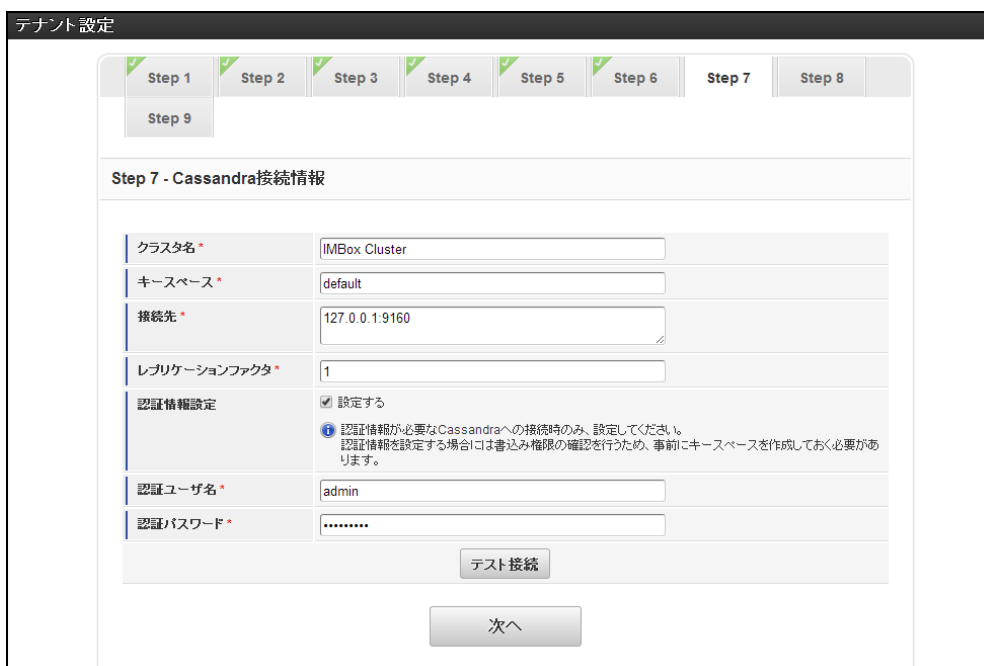 テナント設定
Step 1 Step 2 Step 3 Step 4 Step 5 Step 6 Step 7 Step 8
Step 9
Step 7 - Cassandra接続情報
クラスタ名* IMBox Cluster
キースペース* default
接続先* 127.0.0.1:9160
レプリケーションファクタ* 1
認証情報設定 設定する
認証情報が必要なCassandraへの接続時のみ、設定してください。
認証情報を設定する場合には書込み権限の確認を行うため、事前にキースペースを作成しておく必要があ
ります。
認証ユーザ名* admin
認証パスワード* •••••••••
テスト接続
次へ